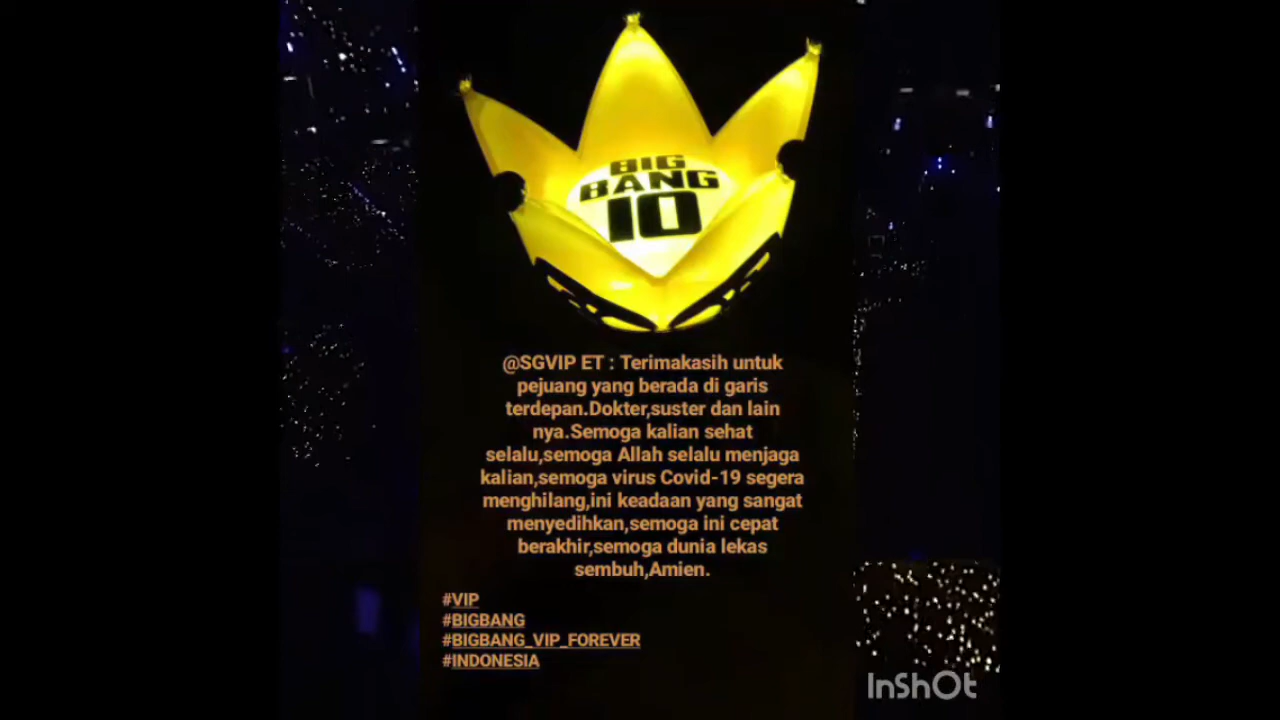 BIG
BANG
10
@SGVIP ET : Terimakasih untuk
pejuang yang berada di garis
terdepan.Dokter,suster dan lain
nya.Semoga kalian sehat
selalu,semoga Allah selalu menjaga
kalian,semoga virus Covid-19 segera
menghilang,ini keadaan yang sangat
menyedihkan,semoga ini cepat
berakhir,semoga dunia lekas
sembuh,Amien.
#VIP
#BIGBANG
#BIGBANG_VIP_FOREVER
#INDONESIA
InShOt